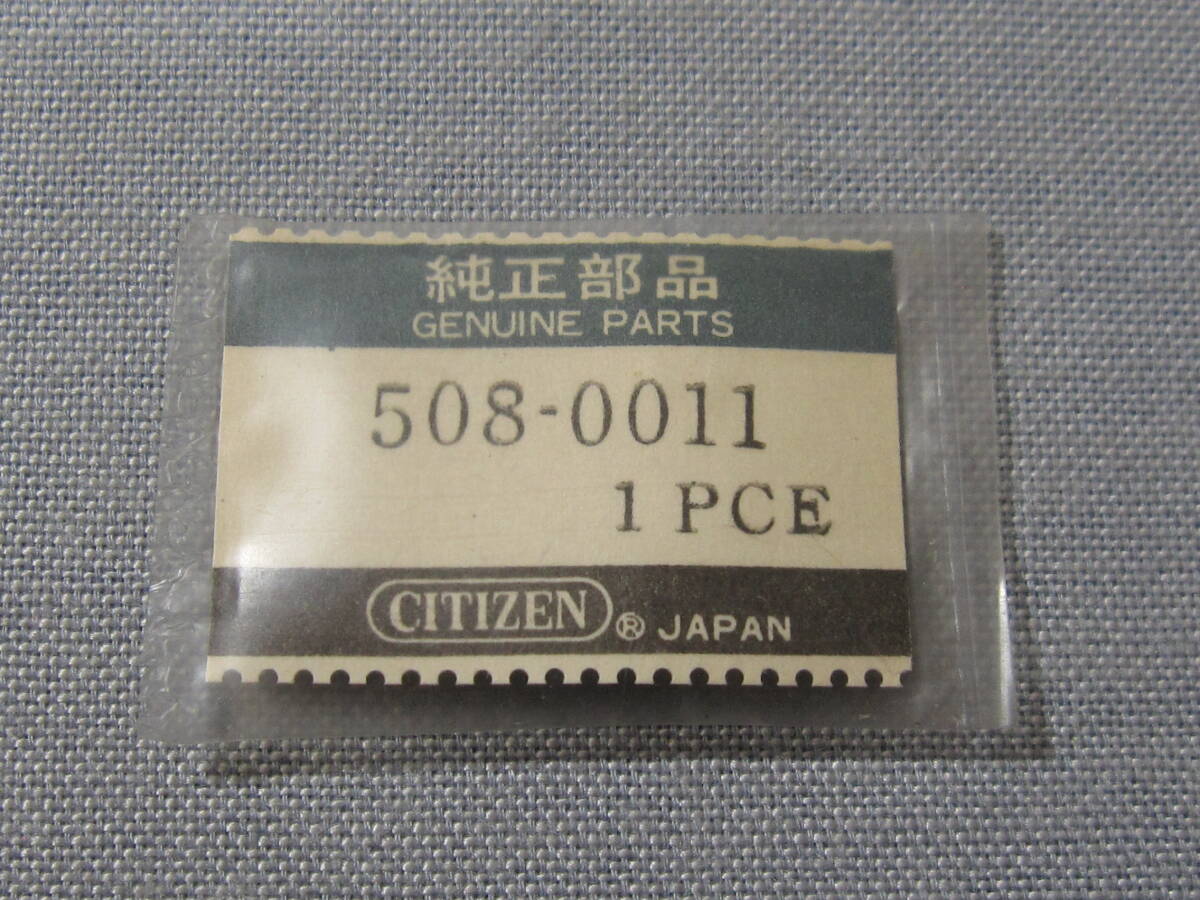 純正部品
GENUINE PARTS
508-0011
1 PCE
CITIZEN® JAPAN